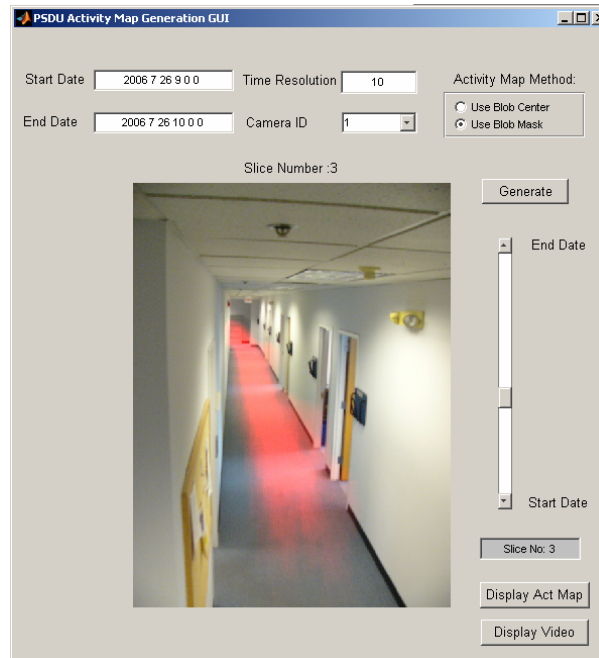 PSDU Activity Map Generation GUI
Start Date 2006 7 26 9 0 0 Time Resolution 10 Activity Map Method:
Use Blob Center
End Date 2006 7 26 10 0 0 Camera ID 1 Use Blob Mask
Slice Number :3
Generate
End Date
Start Date
Slice No: 3
Display Act Map
Display Video